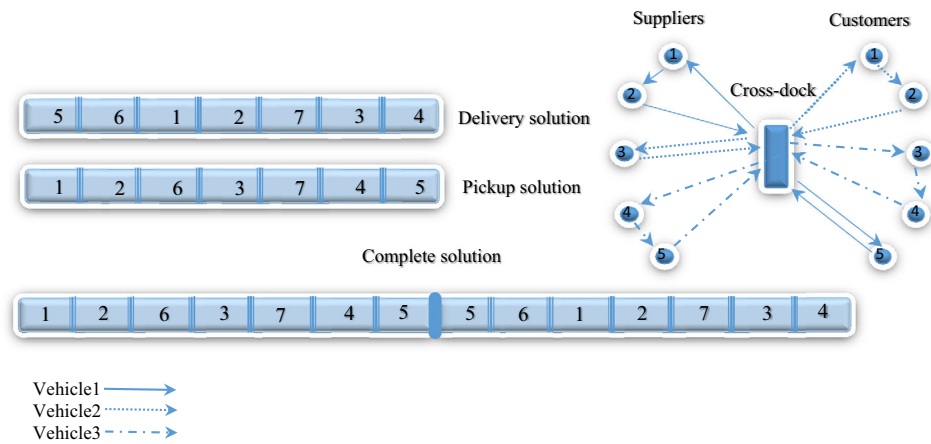 Suppliers Customers
1 1
Cross-dock
2 2
5 6 1 2 7 3 4
Delivery solution
3 3
1 2 6 3 7 4 5
Pickup solution
4 4
5 5
Complete solution
1 2 6 3 7 4 5 5 6 1 2 7 3 4
Vehicle1
Vehicle2
Vehicle3